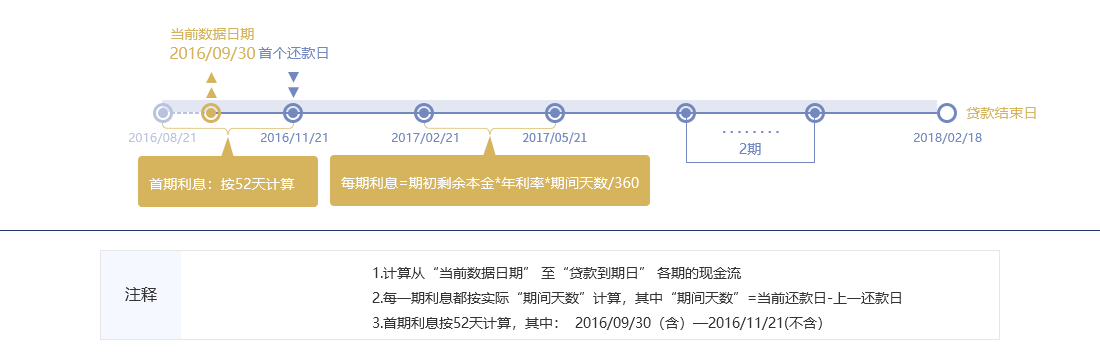 当前数据日期
2016/09/30 首个还款日
贷款结束日
2016/08/21 2016/11/21 2017/02/21 2017/05/21 2018/02/18
........
2期
首期利息：按52天计算
每期利息=期初剩余本金*年利率*期间天数/360
注释
1.计算从“当前数据日期” 至“贷款到期日” 各期的现金流
2.每一期利息都按实际“期间天数”计算，其中“期间天数”=当前还款日-上一还款日
3.首期利息按52天计算，其中： 2016/09/30（含）—2016/11/21(不含）